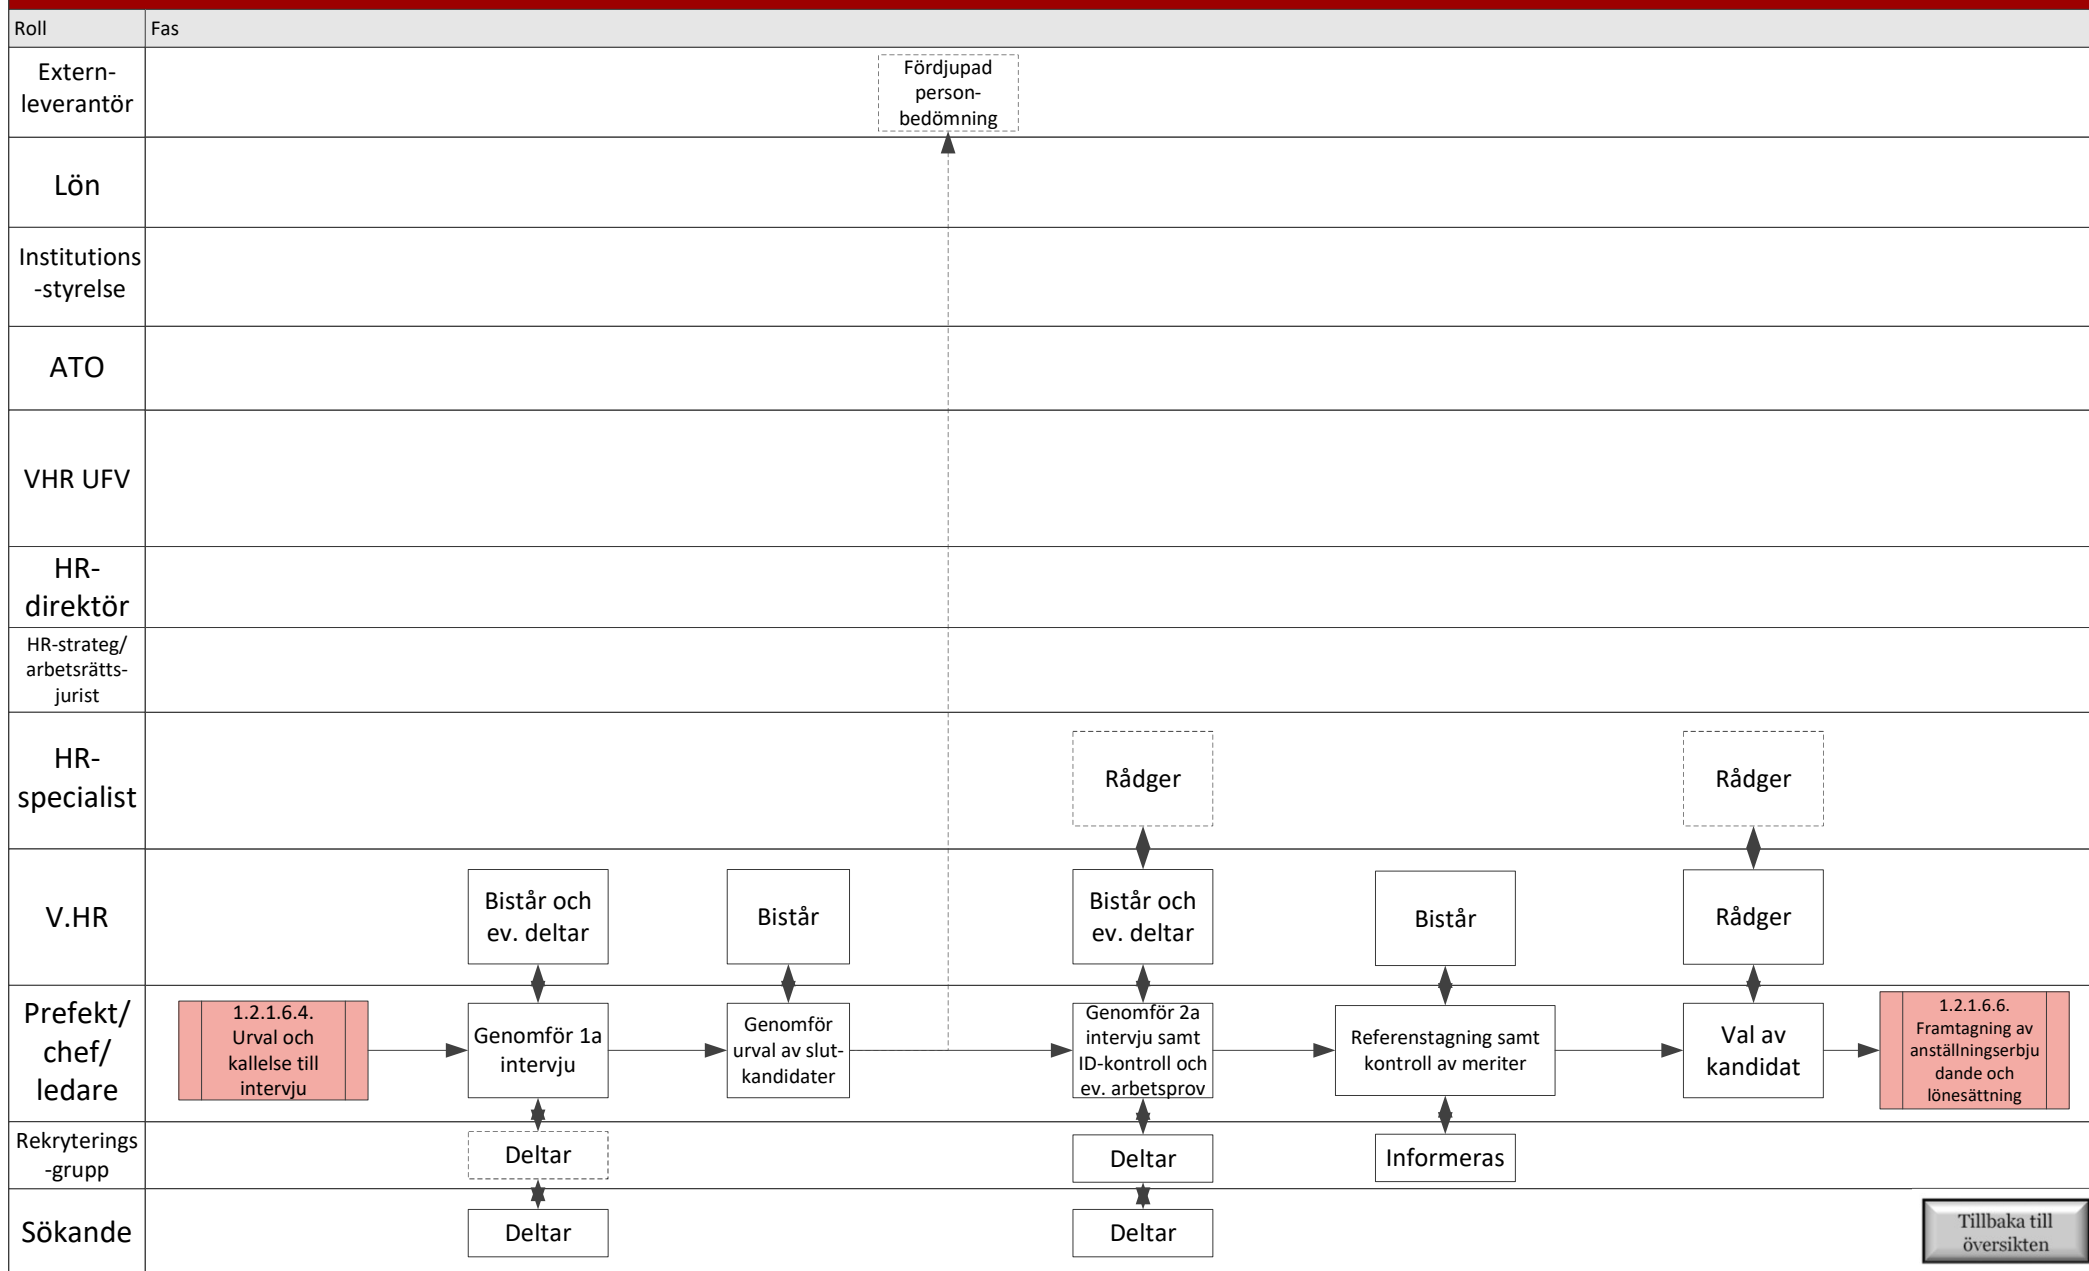 Roll
Fas
Extern-
leverantör
Fördjupad
person-
bedömning
Lön
Institutions
-styrelse
ATO
VHR UFV
HR-
direktör
HR-strateg/
arbetsrätts-
jurist
HR-
specialist
Rådger
Rådger
V.HR
Bistår och
ev. deltar
Bistår
Bistår och
ev. deltar
Bistår
Rådger
Prefekt/
chef/
ledare
1.2.1.6.4.
Urval och
kallelse till
intervju
Genomför 1a
intervju
Genomför
urval av slut-
kandidater
Genomför 2a
intervju samt
ID-kontroll och
ev. arbetsprov
Referenstagning samt
kontroll av meriter
Val av
kandidat
1.2.1.6.6.
Framtagning av
anställningserbju
dande och
lönesättning
Rekryterings
-grupp
Deltar
Deltar
Informeras
Sökande
Deltar
Deltar
Tillbaka till
översikten